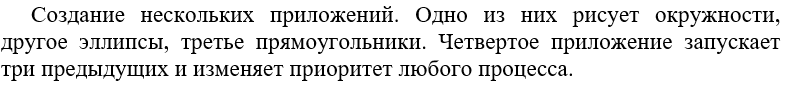 Создание нескольких приложений. Одно из них рисует окружности,
другое эллипсы, третье прямоугольники. Четвертое приложение запускает
три предыдущих и изменяет приоритет любого процесса.